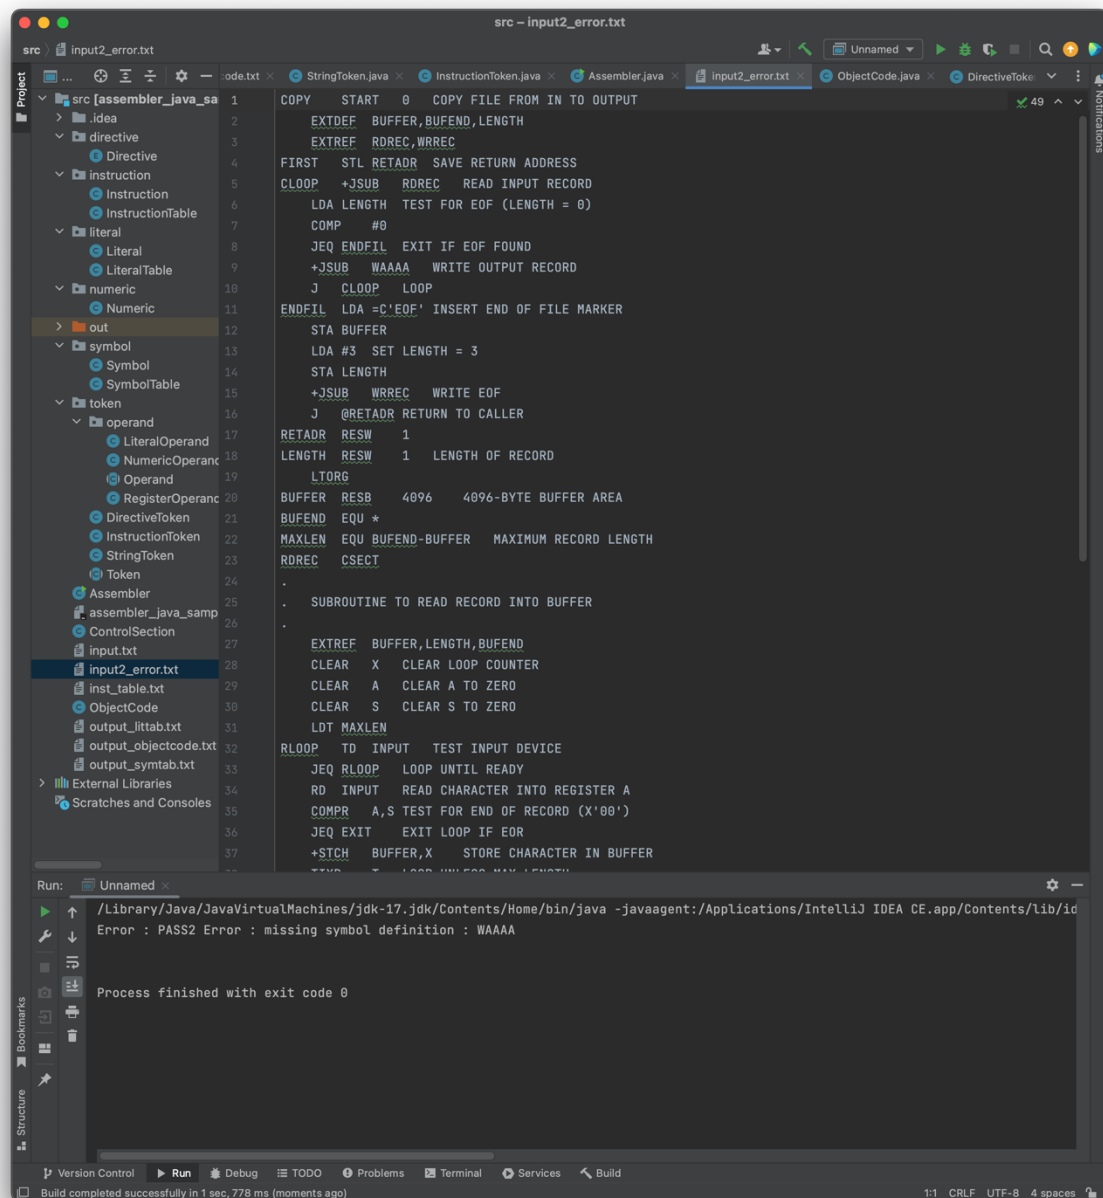 src – input2_error.txt
src input2_error.txt
Unnamed
Project
...
:ode.txt StringToken.java InstructionToken.java Assembler.java input2_error.txt ObjectCode.java DirectiveToke
Notifications
49
src [assembler_java_sa
.idea
directive
Directive
instruction
Instruction
InstructionTable
literal
Literal
LiteralTable
numeric
Numeric
out
symbol
Symbol
SymbolTable
token
operand
LiteralOperand
NumericOperand
Operand
RegisterOperand
DirectiveToken
InstructionToken
StringToken
Token
Assembler
assembler_java_samp
ControlSection
input.txt
input2_error.txt
inst_table.txt
ObjectCode
output_littab.txt
output_objectcode.txt
output_symtab.txt
External Libraries
Scratches and Consoles
1 COPY START 0 COPY FILE FROM IN TO OUTPUT
2 EXTDEF BUFFER,BUFEND,LENGTH
3 EXTREF RDREC,WRREC
4 FIRST STL RETADR SAVE RETURN ADDRESS
5 CLOOP +JSUB RDREC READ INPUT RECORD
6 LDA LENGTH TEST FOR EOF (LENGTH = 0)
7 COMP #0
8 JEQ ENDFIL EXIT IF EOF FOUND
9 +JSUB WAAAA WRITE OUTPUT RECORD
10 J CLOOP LOOP
11 ENDFIL LDA =C'EOF' INSERT END OF FILE MARKER
12 STA BUFFER
13 LDA #3 SET LENGTH = 3
14 STA LENGTH
15 +JSUB WRREC WRITE EOF
16 J @RETADR RETURN TO CALLER
17 RETADR RESW 1
18 LENGTH RESW 1 LENGTH OF RECORD
19 LTORG
20 BUFFER RESB 4096 4096-BYTE BUFFER AREA
21 BUFEND EQU *
22 MAXLEN EQU BUFEND-BUFFER MAXIMUM RECORD LENGTH
23 RDREC CSECT
24 .
25 . SUBROUTINE TO READ RECORD INTO BUFFER
26 .
27 EXTREF BUFFER,LENGTH,BUFEND
28 CLEAR X CLEAR LOOP COUNTER
29 CLEAR A CLEAR A TO ZERO
30 CLEAR S CLEAR S TO ZERO
31 LDT MAXLEN
32 RLOOP TD INPUT TEST INPUT DEVICE
33 JEQ RLOOP LOOP UNTIL READY
34 RD INPUT READ CHARACTER INTO REGISTER A
35 COMPR A,S TEST FOR END OF RECORD (X'00')
36 JEQ EXIT EXIT LOOP IF EOR
37 +STCH BUFFER,X STORE CHARACTER IN BUFFER
Run: Unnamed
/Library/Java/JavaVirtualMachines/jdk-17.jdk/Contents/Home/bin/java -javaagent:/Applications/IntelliJ IDEA CE.app/Contents/lib/id
Error : PASS2 Error : missing symbol definition : WAAAA
Process finished with exit code 0
Bookmarks
Structure
Version Control Run Debug TODO Problems Terminal Services Build
Build completed successfully in 1 sec, 778 ms (moments ago) 1:1 CRLF UTF-8 4 spaces